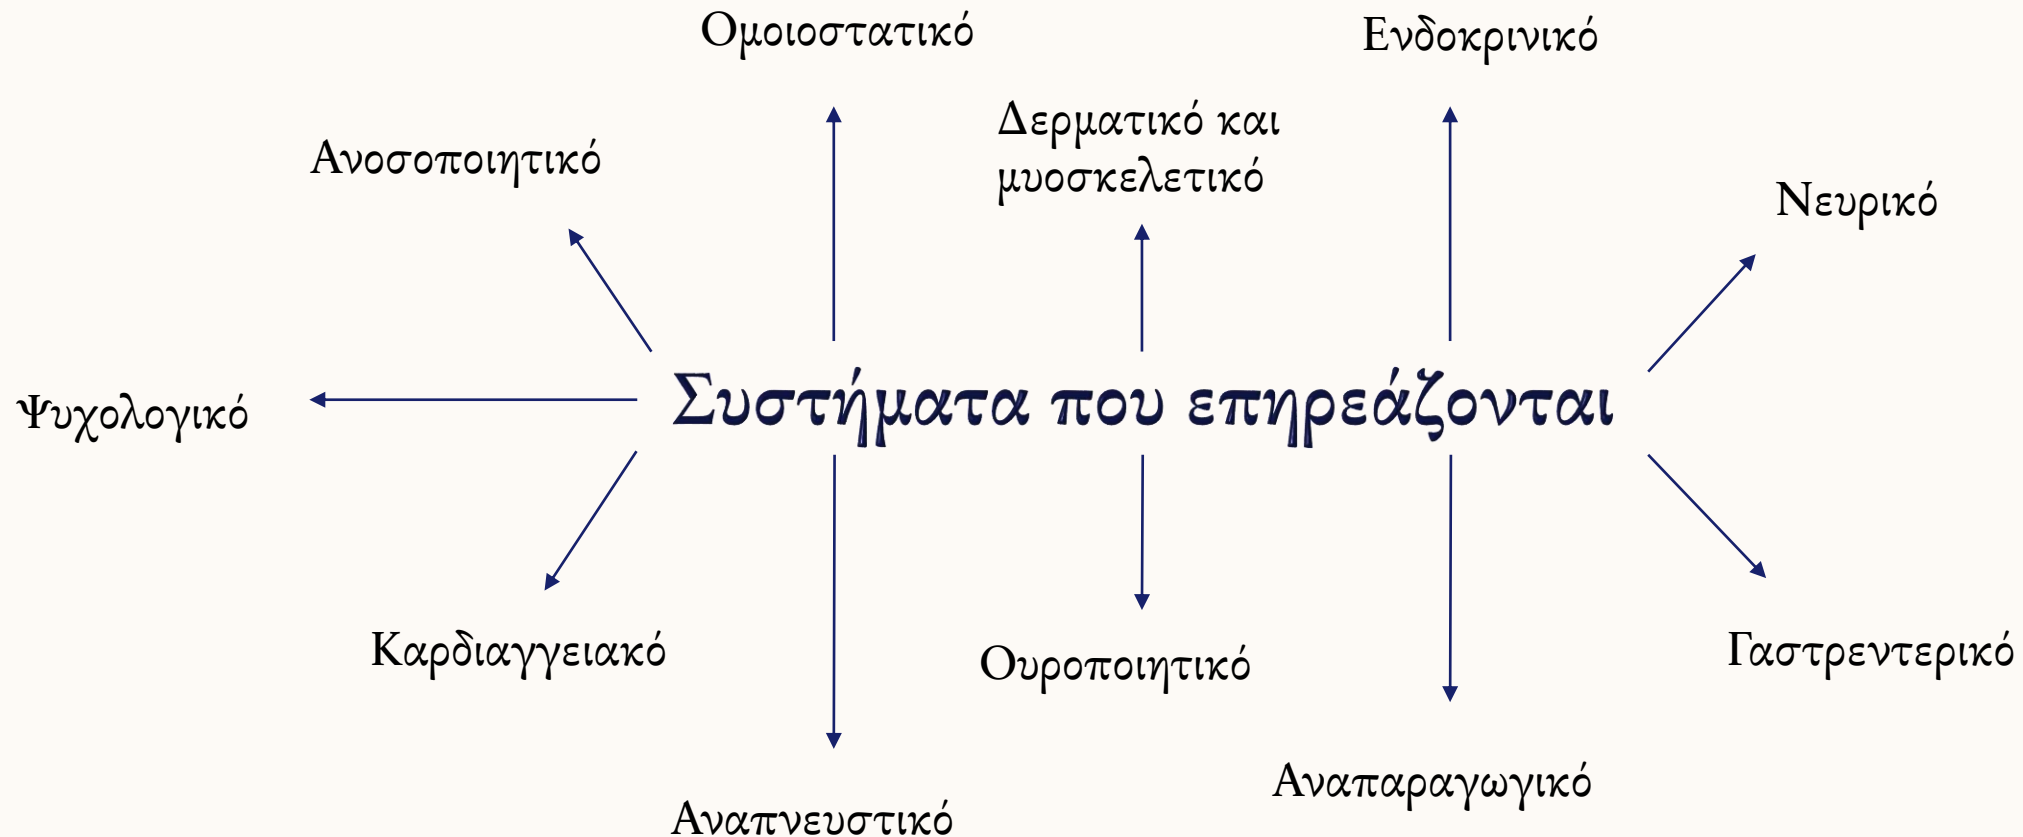 Ομοιοστατικό
Ενδοκρινικό
Δερματικό και
μυοσκελετικό
Ανοσοποιητικό
Νευρικό
Συστήματα που επηρεάζονται
Ψυχολογικό
Καρδιαγγειακό
Ουροποιητικό
Γαστρεντερικό
Αναπαραγωγικό
Αναπνευστικό